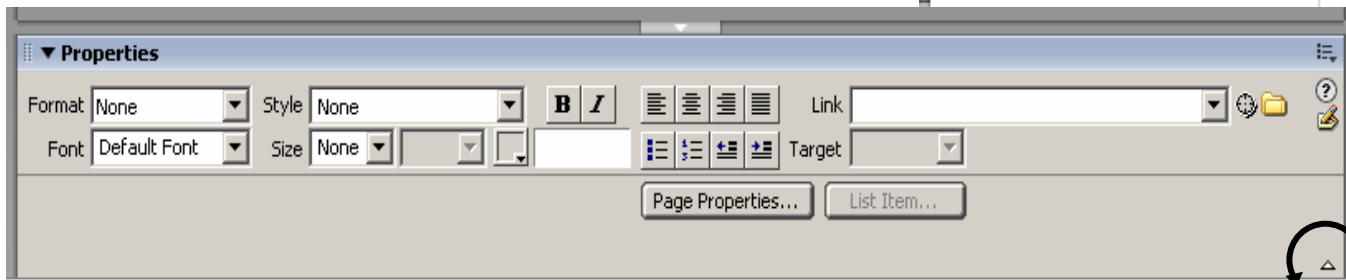 Properties
Format None Style None B I Link
Font Default Font Size None Target
Page Properties... List Item...